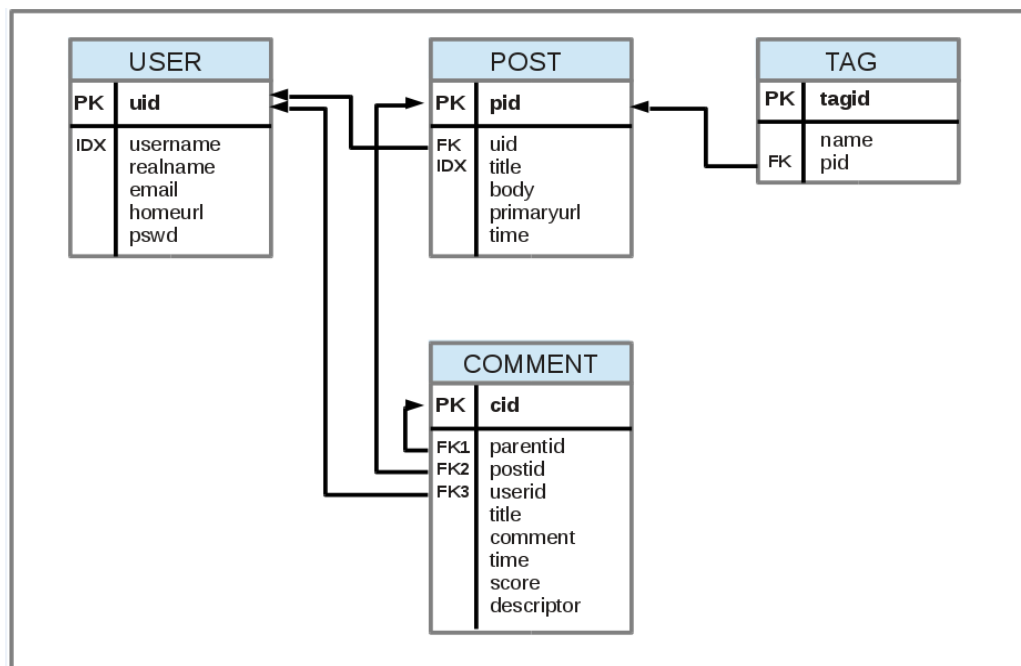 USER
PK uid
IDX username
realname
email
homeurl
pswd
POST
PK pid
FK uid
IDX title
body
primaryurl
time
TAG
PK tagid
name
FK pid
COMMENT
PK cid
FK1 parentid
FK2 postid
FK3 userid
title
comment
time
score
descriptor